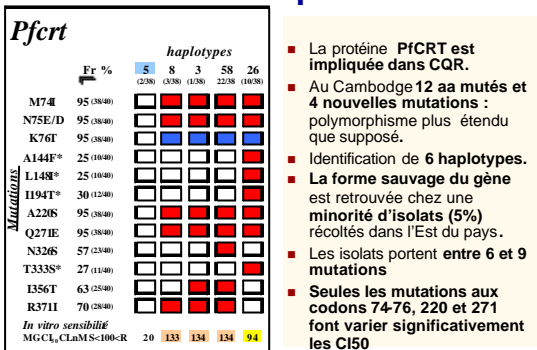 Pfcrt
haplotypes
Fr % 5 8 3 58 26
(2/38) (3/38) (1/38) 22/38 (10/38)
M74I 95 (38/40)
N75E/D 95 (38/40)
K76T 95 (38/40)
A144F* 25 (10/40)
L148I* 25 (10/40)
I194T* 30 (12/40)
A220S 95 (38/40)
Q271E 95 (38/40)
N326S 57 (23/40)
T333S* 27 (11/40)
I356T 63 (25/40)
R371I 70 (28/40)
Mutations
In vitro sensibilité
MGCI50 CLnM S<100<R 20 133 134 134 94
La protéine PfCRT est
impliquée dans CQR.
Au Cambodge 12 aa mutés et
4 nouvelles mutations :
polymorphisme plus étendu
que supposé.
Identification de 6 haplotypes.
La forme sauvage du gène
est retrouvée chez une
minorité d'isolats (5%)
récoltés dans l'Est du pays.
Les isolats portent entre 6 et 9
mutations
Seules les mutations aux
codons 74-76, 220 et 271
font varier significativement
les CI50